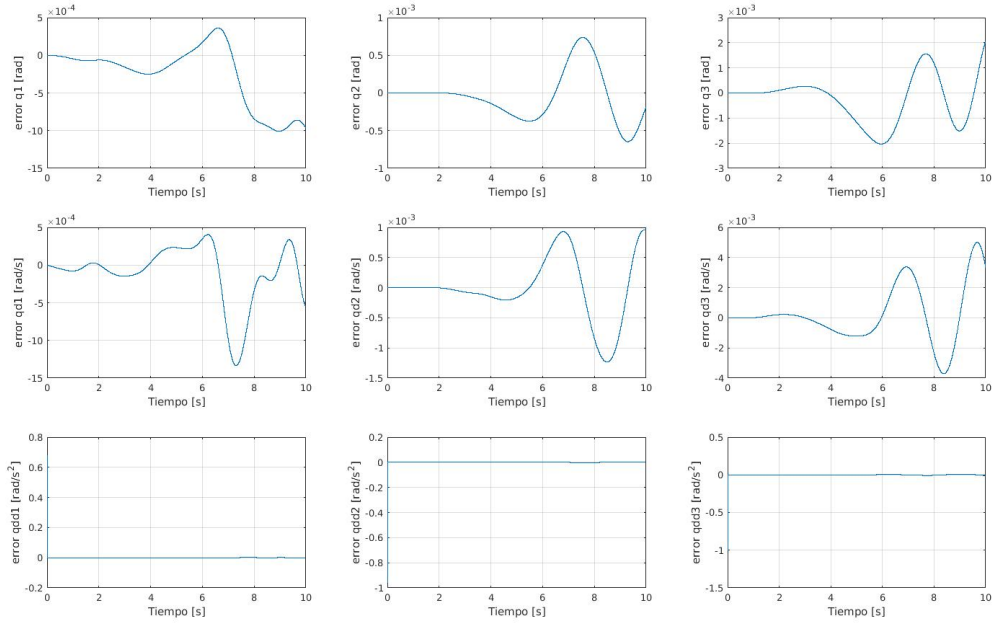 ×10⁻⁴
5
0
-5
-10
-15
error q1 [rad]
0 2 4 6 8 10
Tiempo [s]
×10⁻³
1
0.5
0
-0.5
-1
error q2 [rad]
0 2 4 6 8 10
Tiempo [s]
×10⁻³
3
2
1
0
-1
-2
-3
error q3 [rad]
0 2 4 6 8 10
Tiempo [s]
×10⁻⁴
5
0
-5
-10
-15
error qd1 [rad/s]
0 2 4 6 8 10
Tiempo [s]
×10⁻³
1
0.5
0
-0.5
-1
-1.5
error qd2 [rad/s]
0 2 4 6 8 10
Tiempo [s]
×10⁻³
6
4
2
0
-2
-4
error qd3 [rad/s]
0 2 4 6 8 10
Tiempo [s]
0.8
0.6
0.4
0.2
0
-0.2
error qdd1 [rad/s²]
0 2 4 6 8 10
Tiempo [s]
0.2
0
-0.2
-0.4
-0.6
-0.8
-1
error qdd2 [rad/s²]
0 2 4 6 8 10
Tiempo [s]
0.5
0
-0.5
-1
-1.5
error qdd3 [rad/s²]
0 2 4 6 8 10
Tiempo [s]